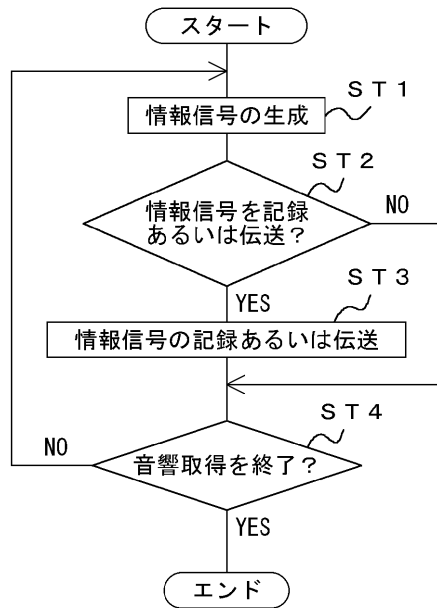 スタート
ＳＴ１
情報信号の生成
ＳＴ２
情報信号を記録
あるいは伝送？
NO
YES
ＳＴ３
情報信号の記録あるいは伝送
ＳＴ４
NO
音響取得を終了？
YES
エンド